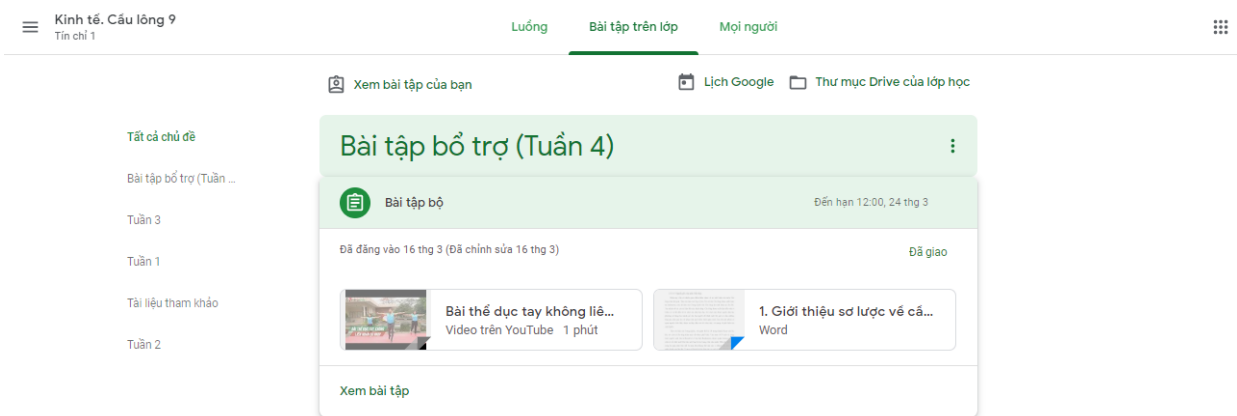 Kinh tế. Cầu lông 9
Tín chỉ 1
Luồng
Bài tập trên lớp
Mọi người
Xem bài tập của bạn
Lịch Google
Thư mục Drive của lớp học
Tất cả chủ đề
Bài tập bổ trợ (Tuần ...
Tuần 3
Tuần 1
Tài liệu tham khảo
Tuần 2
Bài tập bổ trợ (Tuần 4)
Bài tập bộ
Đến hạn 12:00, 24 thg 3
Đã đăng vào 16 thg 3 (Đã chỉnh sửa 16 thg 3)
Đã giao
Bài thể dục tay không liê...
Video trên YouTube 1 phút
1. Giới thiệu sơ lược về cầ...
Word
Xem bài tập